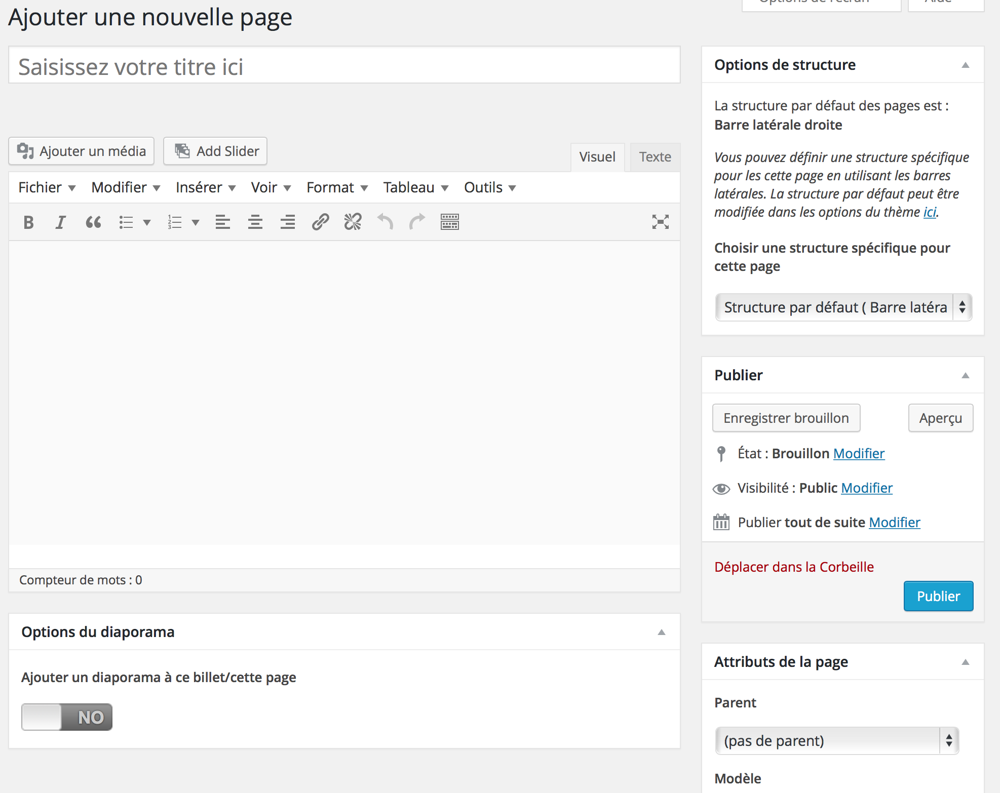 Ajouter une nouvelle page
Options de l'écran
Aide
Saisissez votre titre ici
Ajouter un média
Add Slider
Visuel
Texte
Fichier Modifier Insérer Voir Format Tableau Outils
B I
Compteur de mots : 0
Options du diaporama
Ajouter un diaporama à ce billet/cette page
NO
Options de structure
La structure par défaut des pages est :
Barre latérale droite
Vous pouvez définir une structure spécifique
pour les cette page en utilisant les barres
latérales. La structure par défaut peut être
modifiée dans les options du thème ici.
Choisir une structure spécifique pour
cette page
Structure par défaut ( Barre latéra
Publier
Enregistrer brouillon
Aperçu
État : Brouillon Modifier
Visibilité : Public Modifier
Publier tout de suite Modifier
Déplacer dans la Corbeille
Publier
Attributs de la page
Parent
(pas de parent)
Modèle